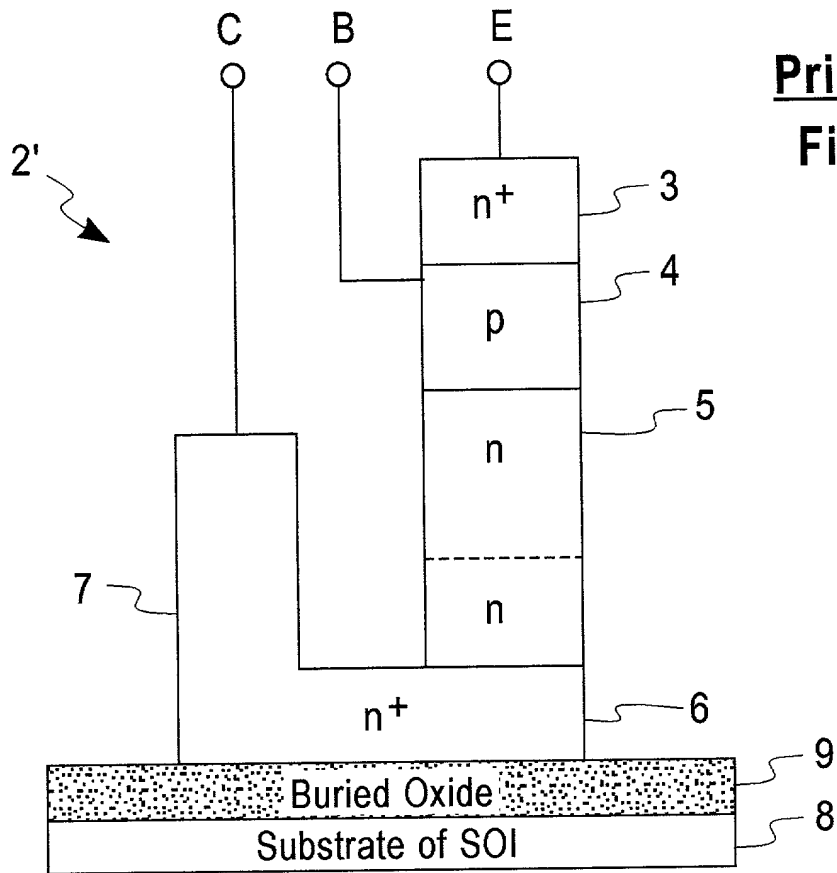 C B E
Pri
Fi
2'
n+ 3
p 4
n 5
n
7
n+ 6
Buried Oxide 9
Substrate of SOI 8